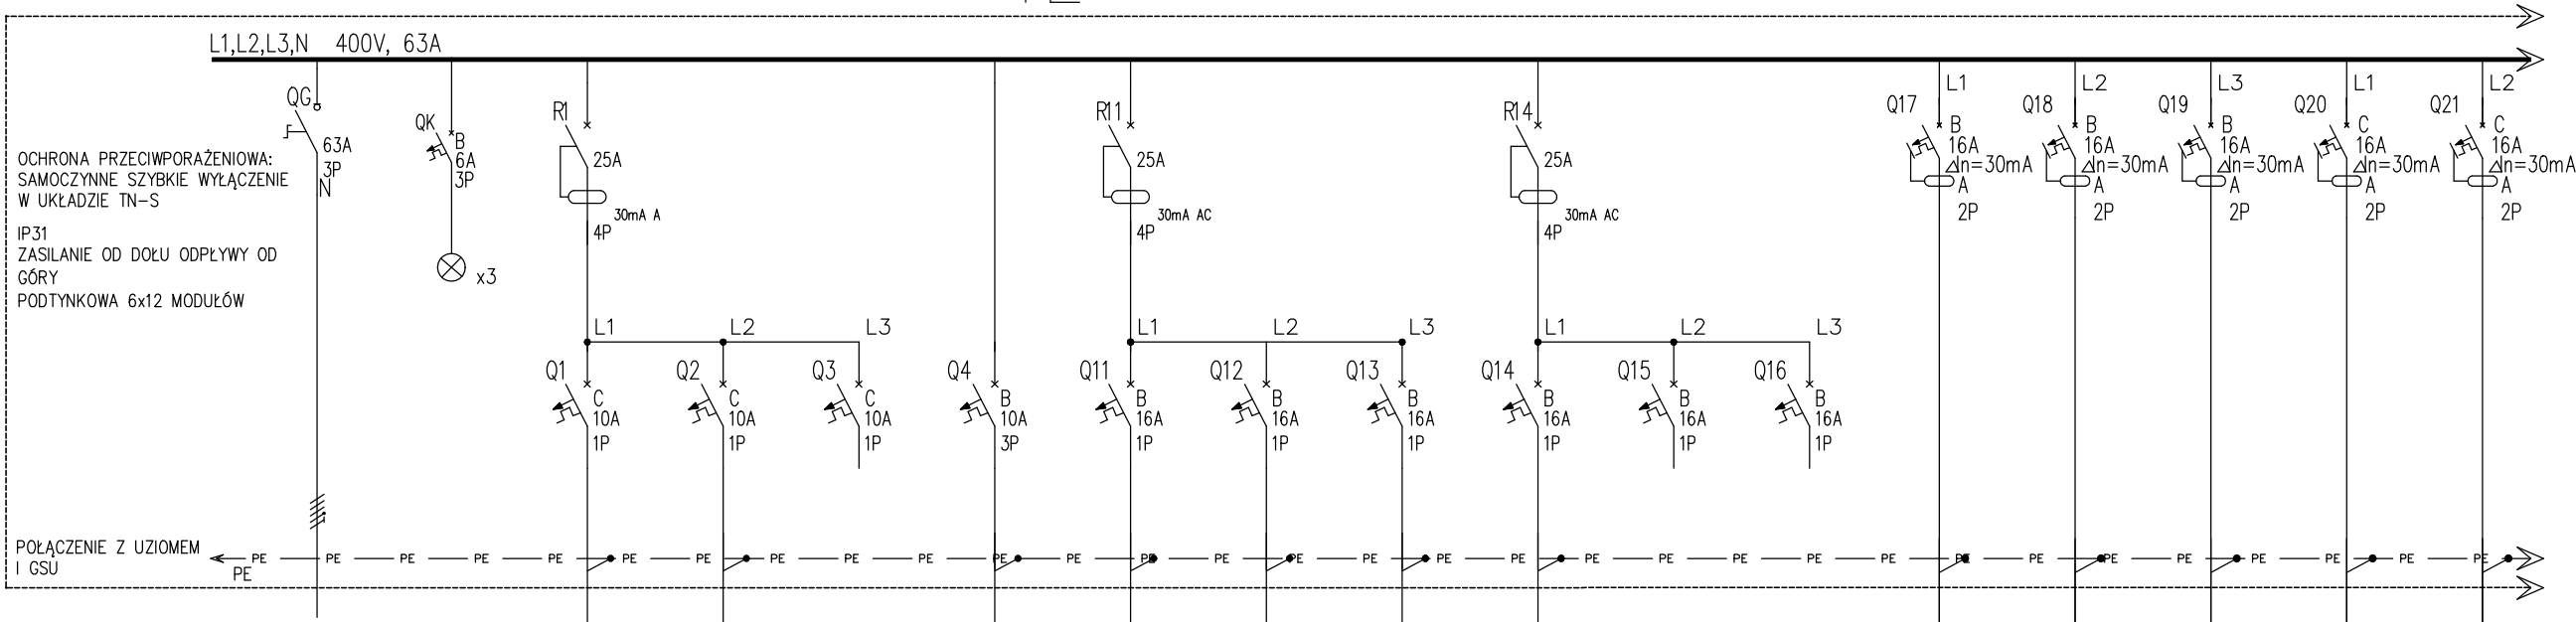 L1,L2,L3,N 400V, 63A
QG
63A
3P
N
QK
B
6A
3P
x3
OCHRONA PRZECIWPORAŻENIOWA:
SAMOCZYNNE SZYBKIE WYŁĄCZENIE
W UKŁADZIE TN-S
IP31
ZASILANIE OD DOŁU ODPŁYWY OD
GÓRY
PODTYNKOWA 6x12 MODUŁÓW
R1
25A
30mA A
4P
L1 L2 L3
Q1
C
10A
1P
Q2
C
10A
1P
Q3
C
10A
1P
Q4
B
10A
3P
R11
25A
30mA AC
4P
L1 L2 L3
Q11
B
16A
1P
Q12
B
16A
1P
Q13
B
16A
1P
R14
25A
30mA AC
4P
L1 L2 L3
Q14
B
16A
1P
Q15
B
16A
1P
Q16
B
16A
1P
L1
Q17
B
16A
△In=30mA
A
2P
L2
Q18
B
16A
△In=30mA
A
2P
L3
Q19
B
16A
△In=30mA
A
2P
L1
Q20
C
16A
△In=30mA
A
2P
L2
Q21
C
16A
△In=30mA
A
2P
POŁĄCZENIE Z UZIOMEM
I GSU
PE PE PE PE PE PE PE PE PE PE PE PE PE PE PE PE PE PE PE PE PE PE PE PE PE PE PE PE PE PE PE
PE